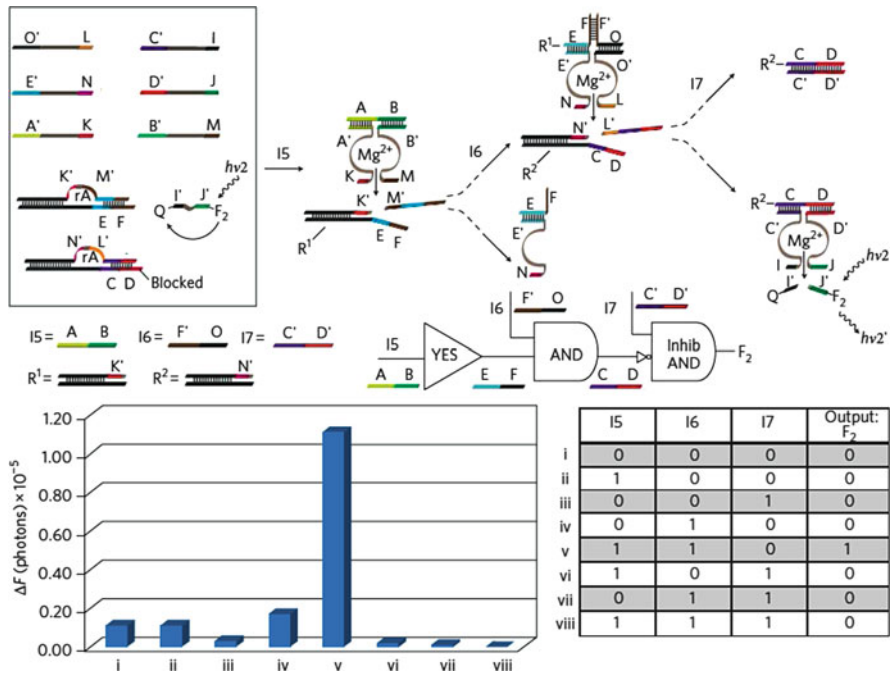 O' L C' I
E' N D' J
A' K B' M
K' M'
rA
E F
I' J'
Q F2
hν2
N' L'
rA
C D Blocked
I5
A B
A' B'
Mg2+
K M
K' M'
R1
E F
I6
F F'
E O
R1
E' O'
Mg2+
N L
N' L'
R2
C D
E F
E'
N
I7
C D
R2
C' D'
C D
R2
C' D'
Mg2+
I J
I' J'
Q F2
hν2
hν2'
I5 = A B I6 = F' O I7 = C' D'
R1 = K' R2 = N'
I5 YES
A B
I6 F' O
E F
AND
I7 C' D'
C D
Inhib
AND
F2
ΔF (photons) × 10−5
1.20
1.00
0.80
0.60
0.40
0.20
0.00
i ii iii iv v vi vii viii
I5 I6 I7 Output: F2
i 0 0 0 0
ii 1 0 0 0
iii 0 0 1 0
iv 0 1 0 0
v 1 1 0 1
vi 1 0 1 0
vii 0 1 1 0
viii 1 1 1 0